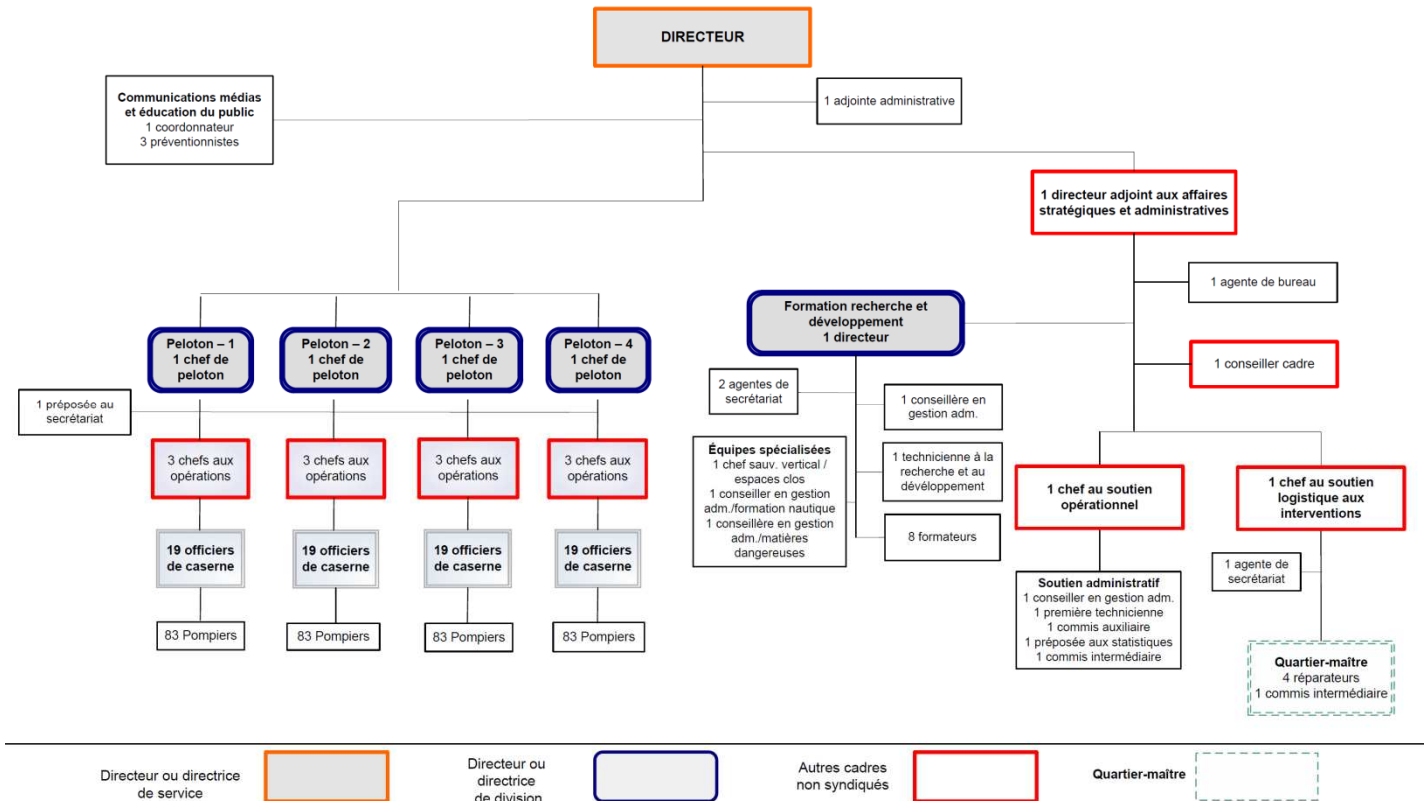 DIRECTEUR
Communications médias
et éducation du public
1 coordonnateur
3 préventionnistes
1 adjointe administrative
1 directeur adjoint aux affaires
stratégiques et administratives
1 agente de bureau
Formation recherche et
développement
1 directeur
Peloton – 1
1 chef de
peloton
Peloton – 2
1 chef de
peloton
Peloton – 3
1 chef de
peloton
Peloton – 4
1 chef de
peloton
1 conseiller cadre
1 préposée au
secrétariat
2 agentes de
secrétariat
1 conseillère en
gestion adm.
3 chefs aux
opérations
3 chefs aux
opérations
3 chefs aux
opérations
3 chefs aux
opérations
Équipes spécialisées
1 chef sauv. vertical /
espaces clos
1 conseiller en gestion
adm./formation nautique
1 conseillère en gestion
adm./matières
dangereuses
1 technicienne à la
recherche et au
dévéloppement
8 formateurs
1 chef au soutien
opérationnel
1 chef au soutien
logistique aux
interventions
19 officiers
de caserne
19 officiers
de caserne
19 officiers
de caserne
19 officiers
de caserne
1 agente de
secrétariat
83 Pompiers
83 Pompiers
83 Pompiers
83 Pompiers
Soutien administratif
1 conseiller en gestion adm.
1 première technicienne
1 commis auxiliaire
1 préposée aux statistiques
1 commis intermédiaire
Quartier-maître
4 réparateurs
1 commis intermédiaire
Directeur ou directrice
de service
Directeur ou
directrice
de division
Autres cadres
non syndiqués
Quartier-maître